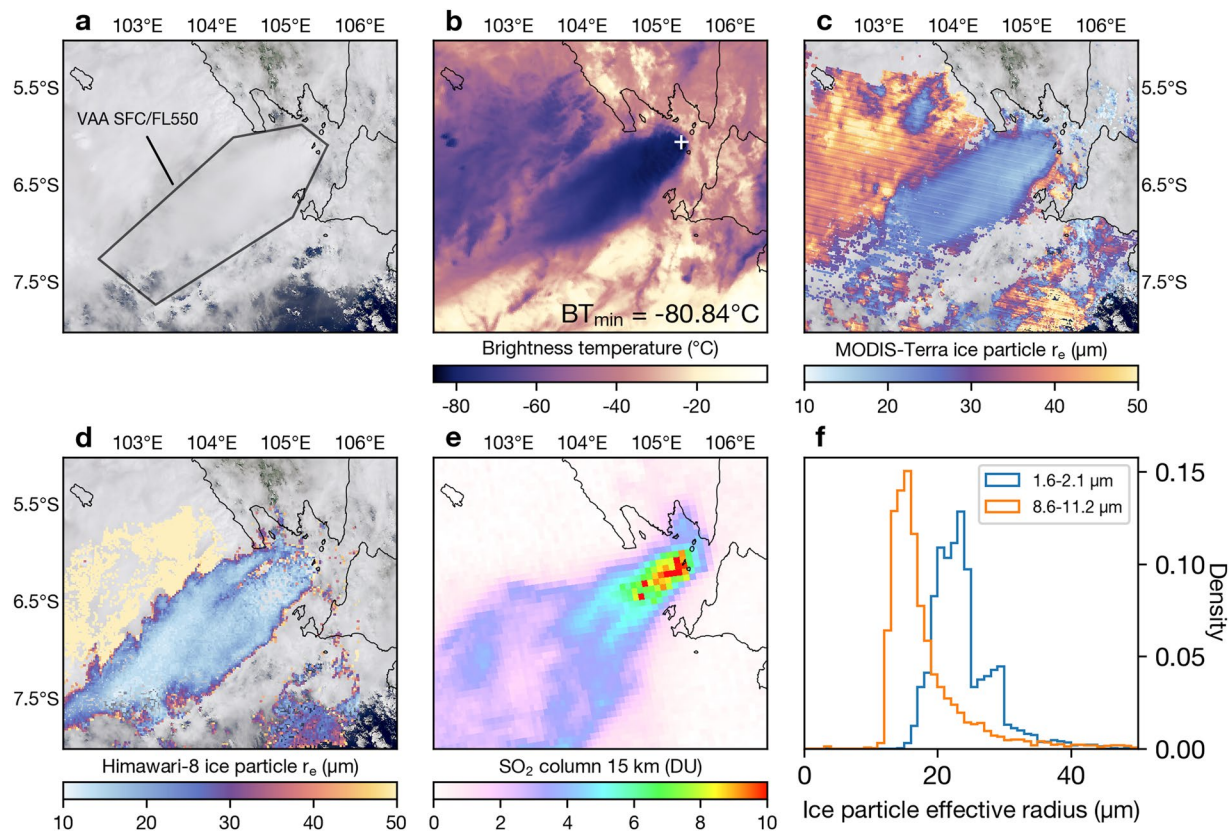 a
103°E 104°E 105°E
VAA SFC/FL550
5.5°S
6.5°S
7.5°S
b
103°E 104°E 105°E 106°E
+
BTmin = -80.84°C
Brightness temperature (°C)
-80 -60 -40 -20
c
103°E 104°E 105°E 106°E
5.5°S
6.5°S
7.5°S
MODIS-Terra ice particle re (μm)
10 20 30 40 50
d
103°E 104°E 105°E 106°E
5.5°S
6.5°S
7.5°S
Himawari-8 ice particle re (μm)
10 20 30 40 50
e
103°E 104°E 105°E 106°E
SO2 column 15 km (DU)
0 2 4 6 8 10
f
1.6-2.1 μm
8.6-11.2 μm
0.15
0.10
0.05
0.00
Density
0 20 40
Ice particle effective radius (μm)